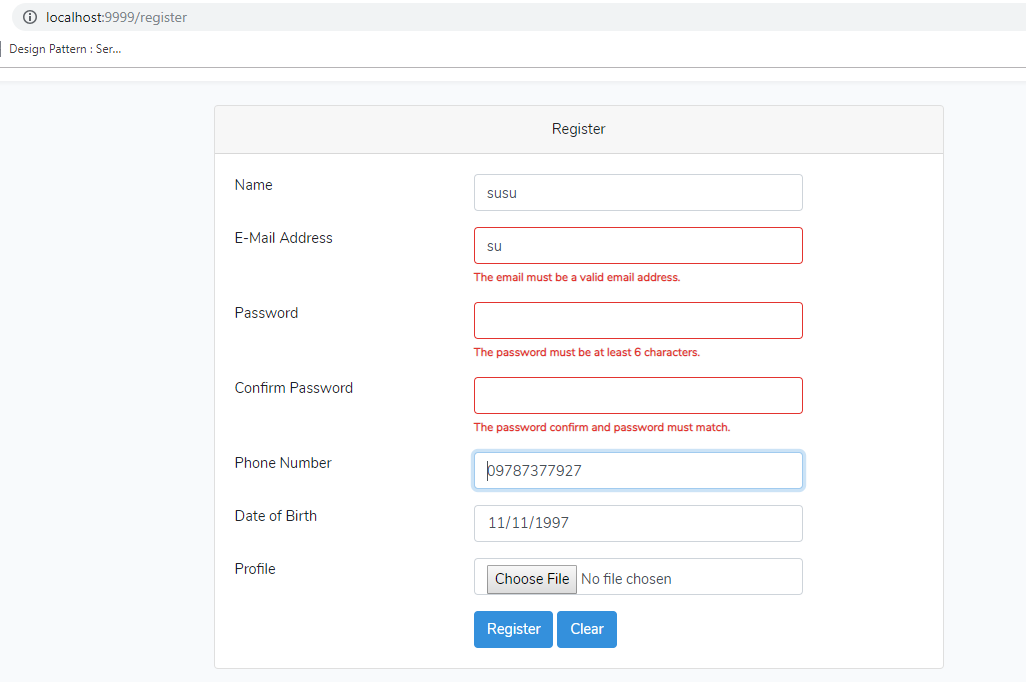 localhost:9999/register
Design Pattern : Ser...
Register
Name
susu
E-Mail Address
su
The email must be a valid email address.
Password
The password must be at least 6 characters.
Confirm Password
The password confirm and password must match.
Phone Number
09787377927
Date of Birth
11/11/1997
Profile
Choose File No file chosen
Register Clear